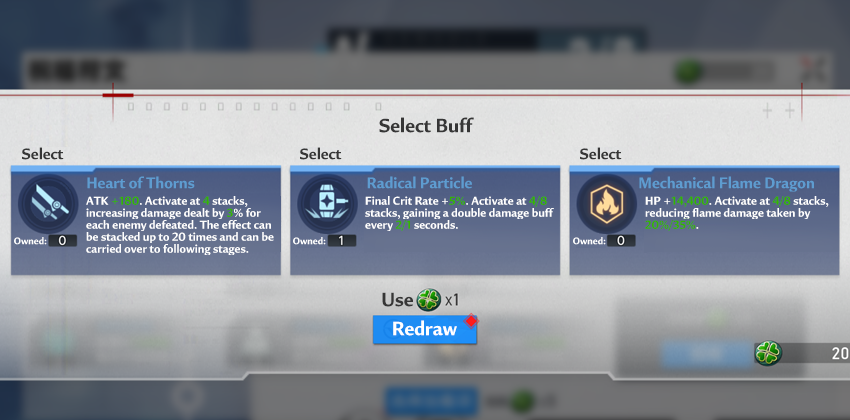 Select Buff
Select
Heart of Thorns
ATK +180. Activate at 4 stacks,
increasing damage dealt by 3% for
each enemy defeated. The effect can
be stacked up to 20 times and can be
carried over to following stages.
Owned: 0
Select
Radical Particle
Final Crit Rate +5%. Activate at 4/8
stacks, gaining a double damage buff
every 2/1 seconds.
Owned: 1
Select
Mechanical Flame Dragon
HP +14,400. Activate at 4/8 stacks,
reducing flame damage taken by
20%/35%.
Owned: 0
Use x1
Redraw
20